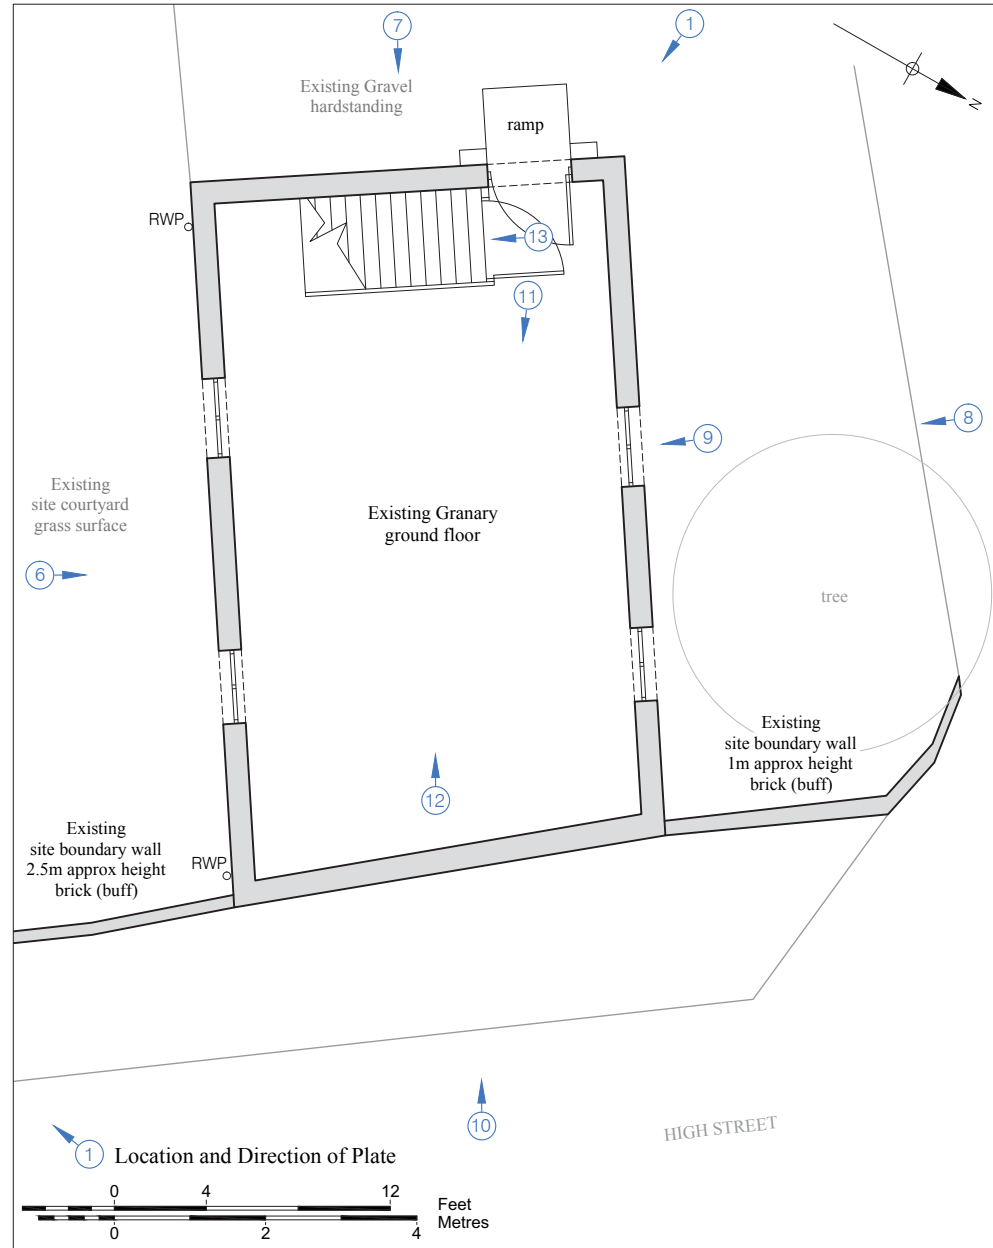 7
1
Existing Gravel
hardstanding
N
ramp
RWP
13
11
8
9
Existing
site courtyard
grass surface
Existing Granary
ground floor
6
tree
Existing
site boundary wall
1m approx height
brick (buff)
12
Existing
site boundary wall
2.5m approx height
brick (buff)
RWP
10
HIGH STREET
1 Location and Direction of Plate
0 4 12
Feet
Metres
0 2 4